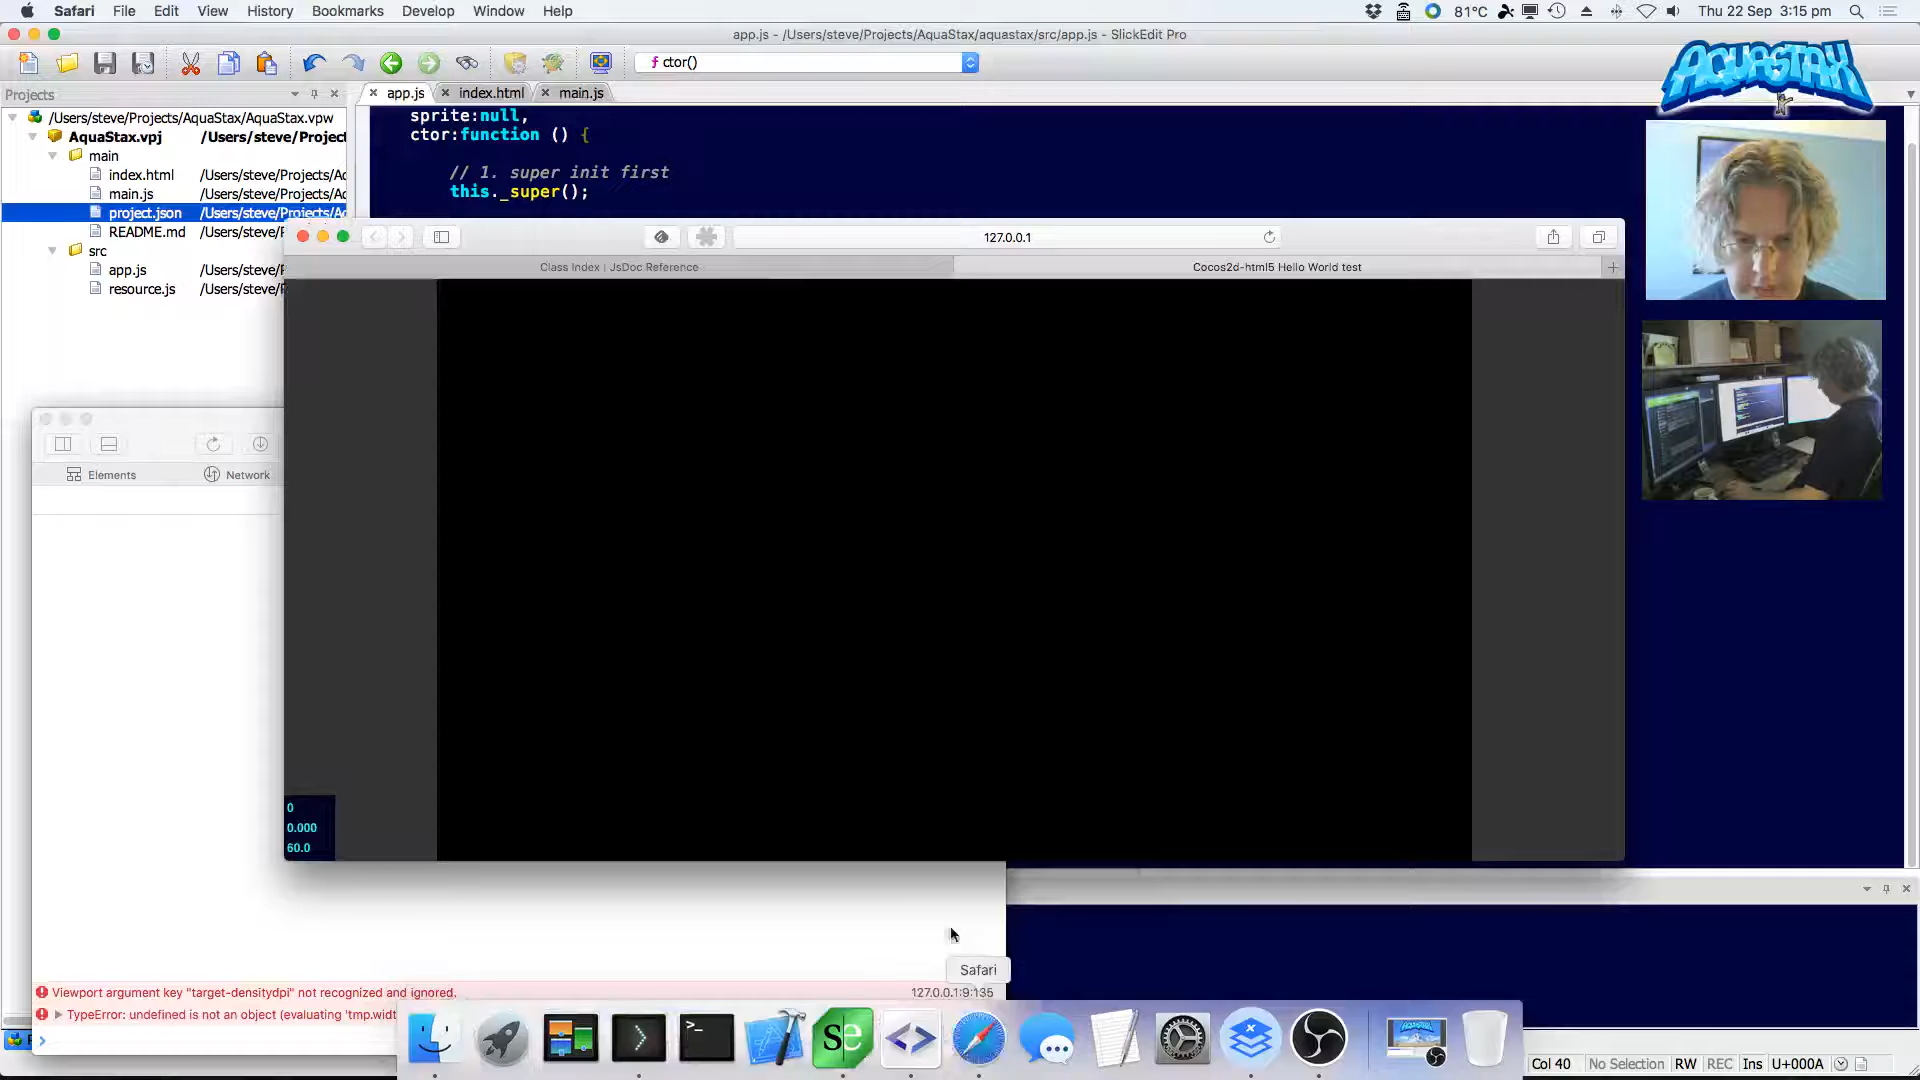 Safari File Edit View History Bookmarks Develop Window Help
81°C Thu 22 Sep 3:15 pm
app.js - /Users/steve/Projects/AquaStax/aquastax/src/app.js - SlickEdit Pro
ctor()
AQUASTAX
Projects
app.js index.html main.js
/Users/steve/Projects/AquaStax/AquaStax.vpw
AquaStax.vpj /Users/steve/Project
main
index.html /Users/steve/Projects/Aq
main.js /Users/steve/Projects/Aq
project.json /Users/steve/Projects/Aq
README.md /Users/steve/Proje
src
app.js /Users/steve/P
resource.js /Users/steve/P
sprite:null,
ctor:function () {
// 1. super init first
this._super();
127.0.0.1
Class Index | JsDoc Reference
Cocos2d-html5 Hello World test
Elements Network
0
0.000
60.0
Safari
Viewport argument key "target-densitydpi" not recognized and ignored. 127.0.0.1:9:135
TypeError: undefined is not an object (evaluating 'tmp.widt
Col 40 No Selection RW REC Ins U+000A